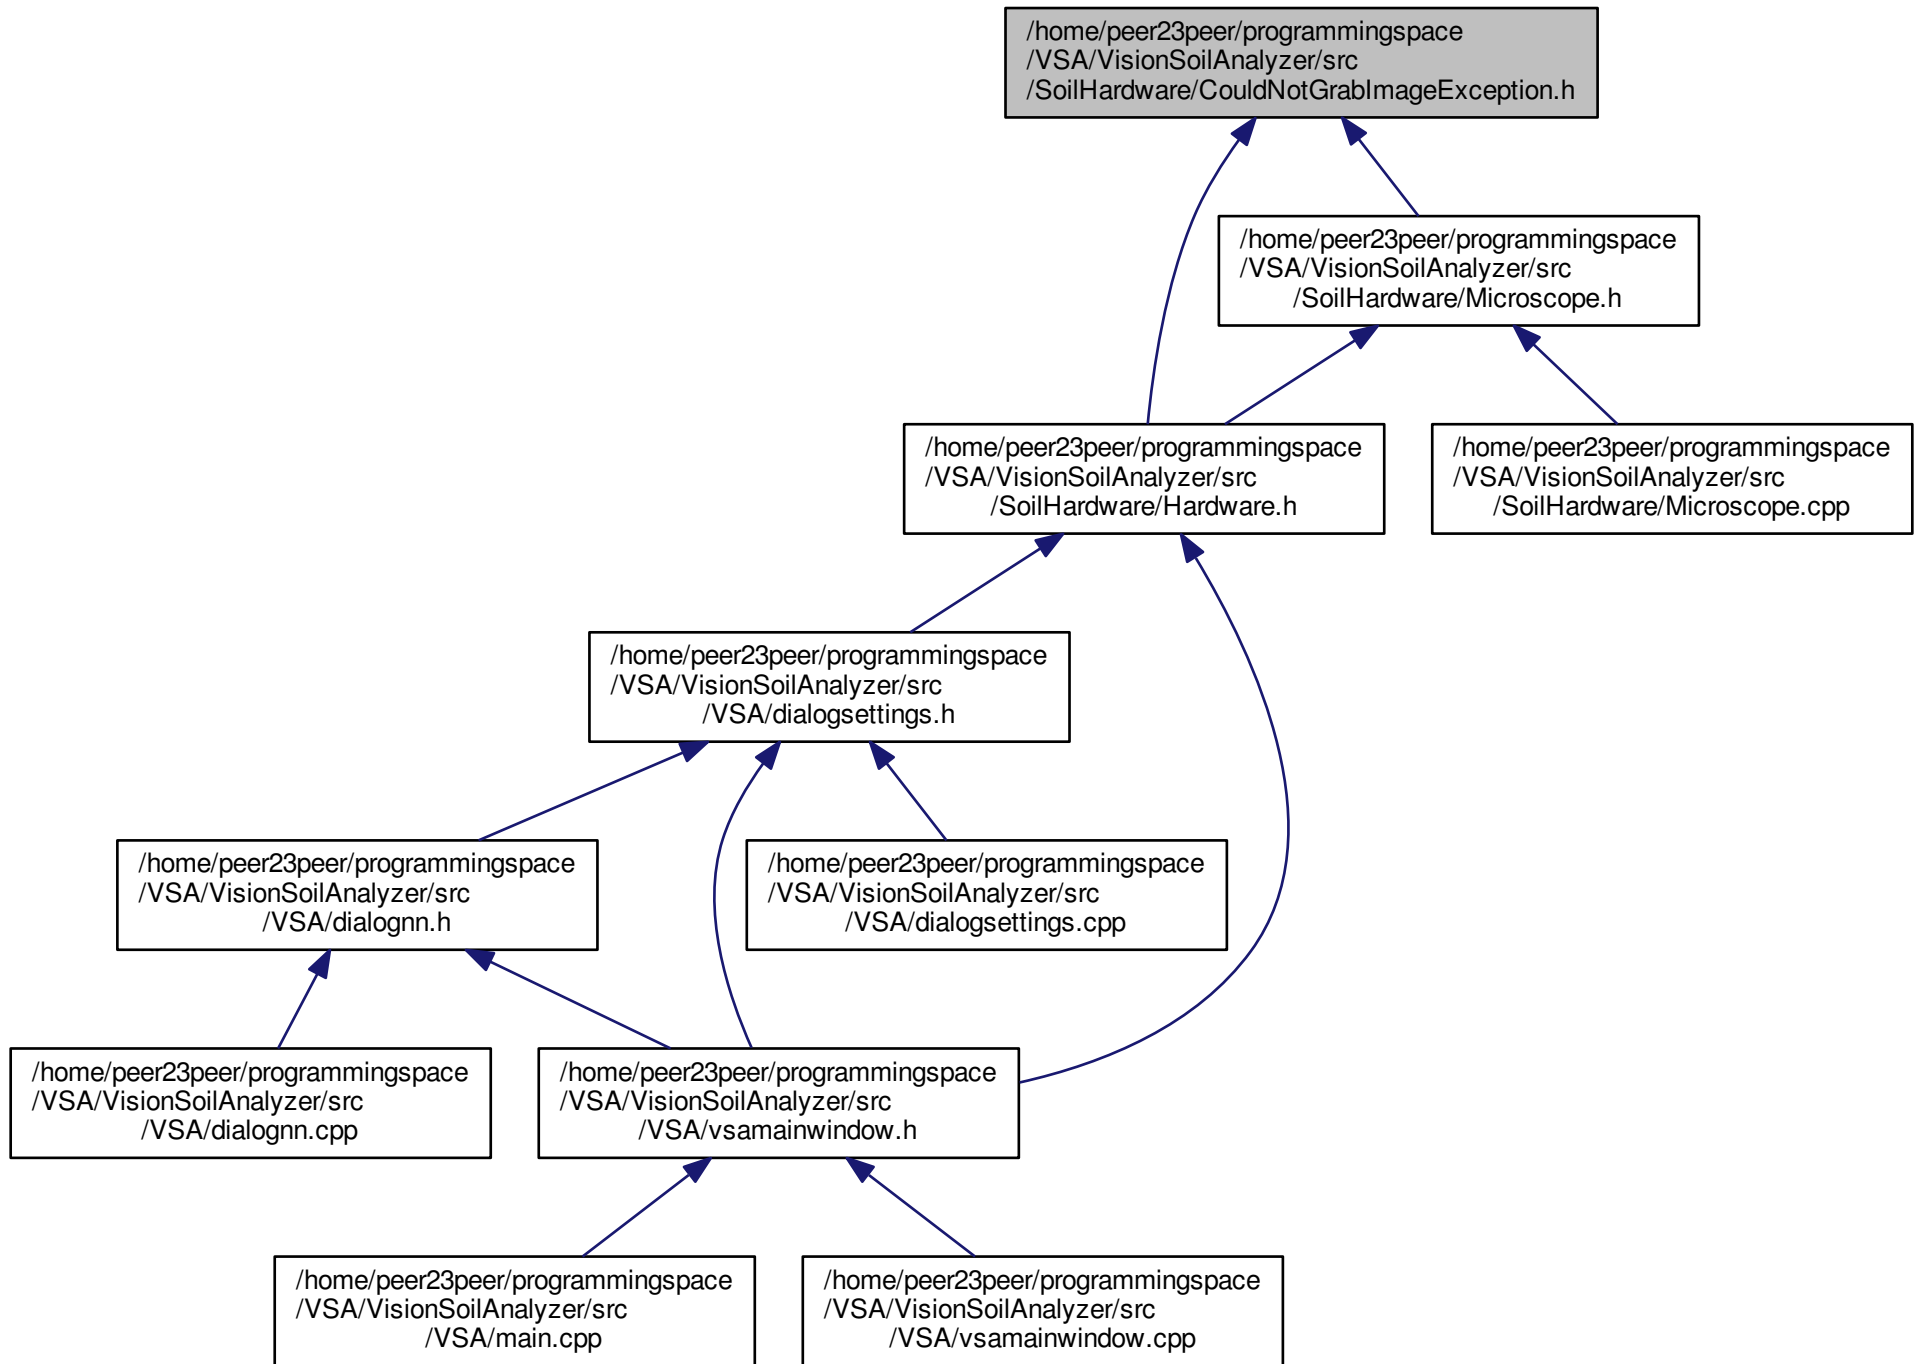 /home/peer23peer/programmingspace
/VSA/VisionSoilAnalyzer/src
/SoilHardware/CouldNotGrabImageException.h
/home/peer23peer/programmingspace
/VSA/VisionSoilAnalyzer/src
/SoilHardware/Microscope.h
/home/peer23peer/programmingspace
/VSA/VisionSoilAnalyzer/src
/SoilHardware/Hardware.h
/home/peer23peer/programmingspace
/VSA/VisionSoilAnalyzer/src
/SoilHardware/Microscope.cpp
/home/peer23peer/programmingspace
/VSA/VisionSoilAnalyzer/src
/VSA/dialogsettings.h
/home/peer23peer/programmingspace
/VSA/VisionSoilAnalyzer/src
/VSA/dialognn.h
/home/peer23peer/programmingspace
/VSA/VisionSoilAnalyzer/src
/VSA/dialogsettings.cpp
/home/peer23peer/programmingspace
/VSA/VisionSoilAnalyzer/src
/VSA/dialognn.cpp
/home/peer23peer/programmingspace
/VSA/VisionSoilAnalyzer/src
/VSA/vsamainwindow.h
/home/peer23peer/programmingspace
/VSA/VisionSoilAnalyzer/src
/VSA/main.cpp
/home/peer23peer/programmingspace
/VSA/VisionSoilAnalyzer/src
/VSA/vsamainwindow.cpp